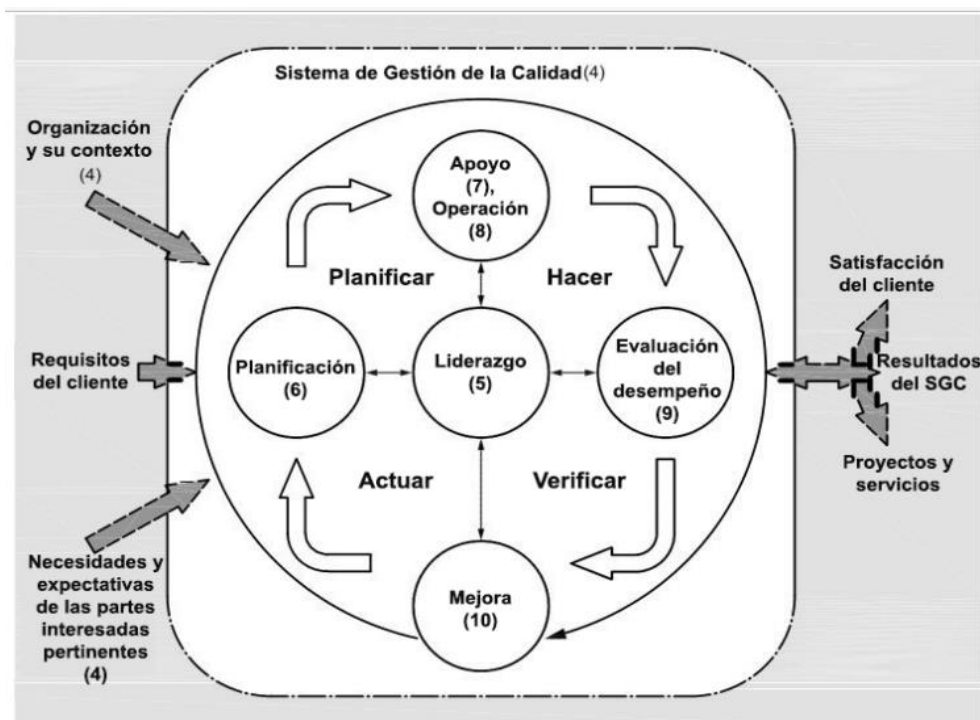 Sistema de Gestión de la Calidad(4)
Organización
y su contexto
(4)
Requisitos
del cliente
Necesidades y
expectativas
de las partes
interesadas
pertinentes
(4)
Apoyo
(7),
Operación
(8)
Planificar
Hacer
Planificación
(6)
Liderazgo
(5)
Evaluación
del
desempeño
(9)
Actuar
Verificar
Mejora
(10)
Satisfacción
del cliente
Resultados
del SGC
Proyectos y
servicios